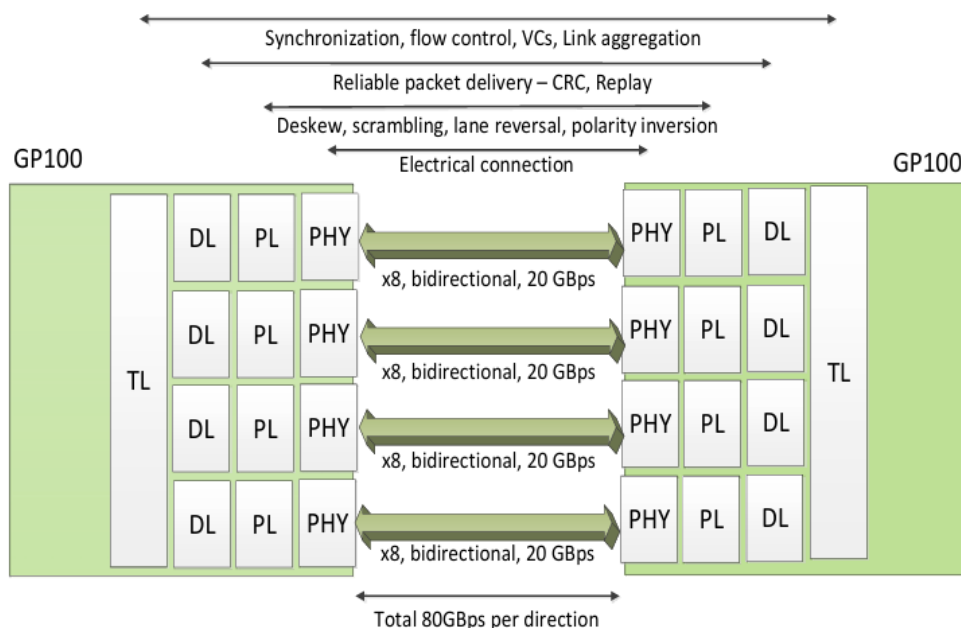 Synchronization, flow control, VCs, Link aggregation
Reliable packet delivery – CRC, Replay
Deskew, scrambling, lane reversal, polarity inversion
Electrical connection
GP100
GP100
DL PL PHY
PHY PL DL
x8, bidirectional, 20 GBps
DL PL PHY
PHY PL DL
x8, bidirectional, 20 GBps
TL
TL
DL PL PHY
PHY PL DL
x8, bidirectional, 20 GBps
DL PL PHY
PHY PL DL
x8, bidirectional, 20 GBps
Total 80GBps per direction